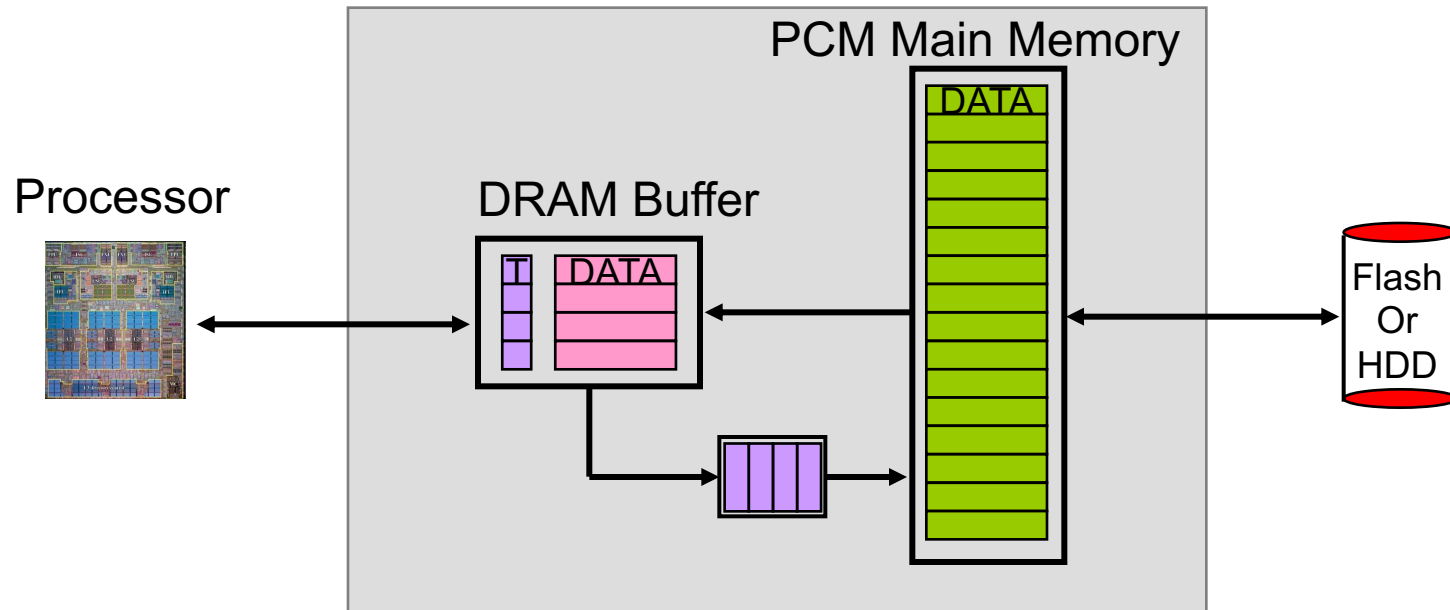 PCM Main Memory
DATA
Processor
DRAM Buffer
T
DATA
Flash
Or
HDD